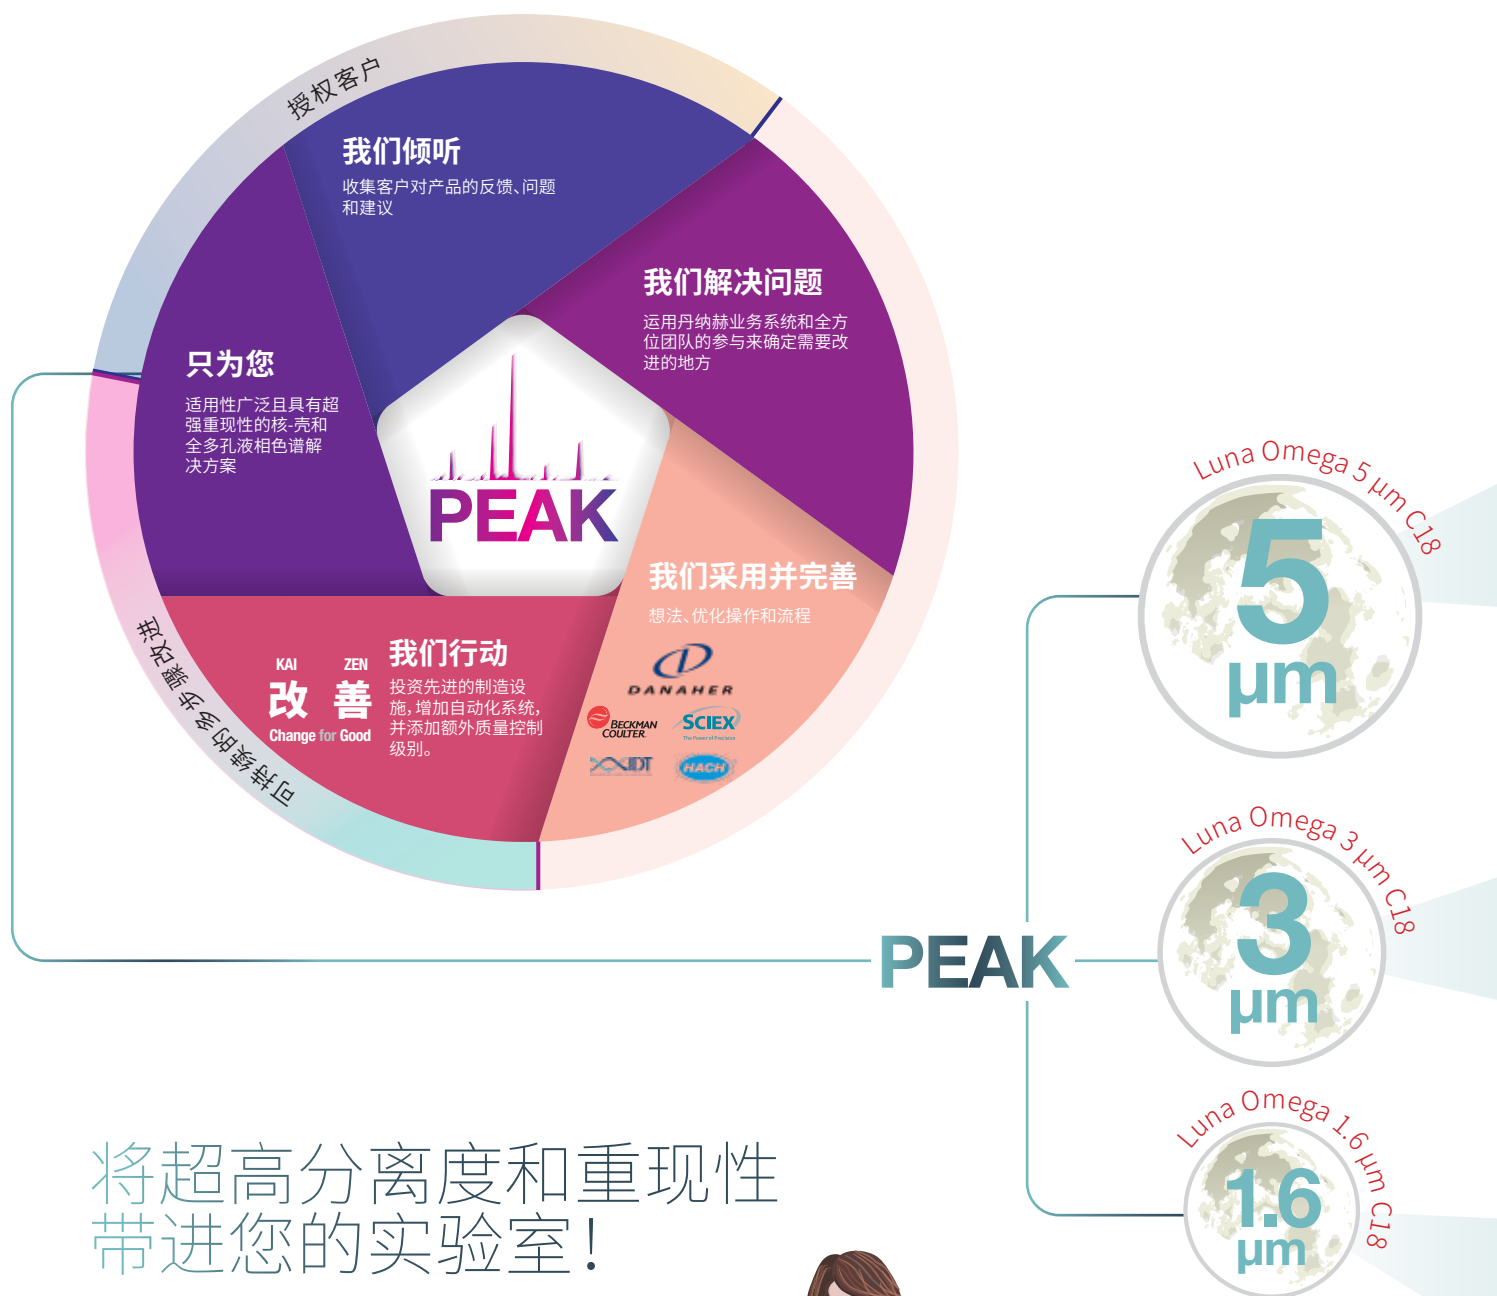 授权客户
我们倾听
收集客户对产品的反馈、问题
和建议
我们解决问题
运用丹纳赫业务系统和全方
位团队的参与来确定需要改
进的地方
只为您
适用性广泛且具有超
强重现性的核-壳和
全多孔液相色谱解
决方案
PEAK
我们采用并完善
想法、优化操作和流程
DANAHER
BECKMAN
COULTER
SCIEX
The Power of Precision
IDT
HACH
我们行动
投资先进的制造设
施，增加自动化系统，
并添加额外质量控制
级别。
KAI ZEN
改 善
Change for Good
可持续的多步骤改进
PEAK
Luna Omega 5 µm C18
5
µm
Luna Omega 3 µm C18
3
µm
Luna Omega 1.6 µm C18
1.6
µm
将超高分离度和重现性
带进您的实验室！